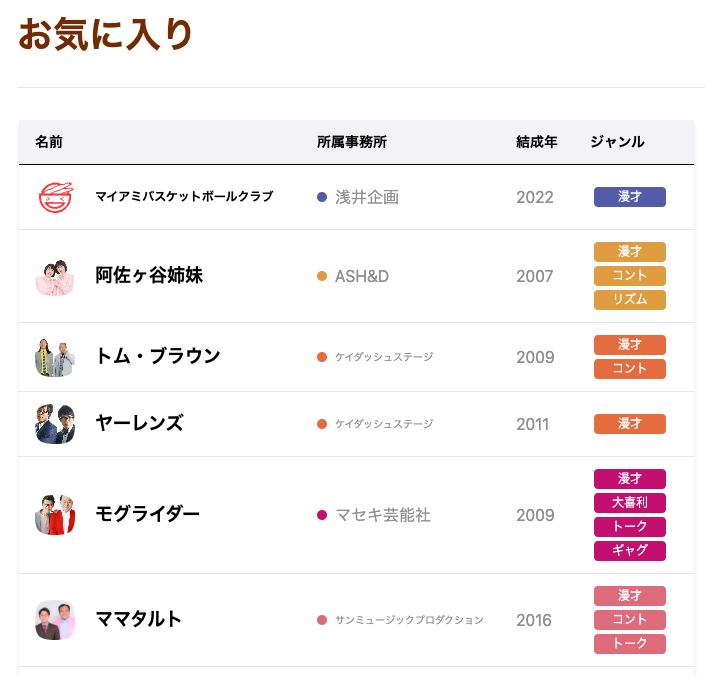 お気に入り
名前 所属事務所 結成年 ジャンル
マイアミバスケットボールクラブ 浅井企画 2022 漫才
阿佐ヶ谷姉妹 ASH&D 2007 漫才
コント
リズム
トム・ブラウン ケイダッシュステージ 2009 漫才
コント
ヤーレンズ ケイダッシュステージ 2011 漫才
モグライダー マセキ芸能社 2009 漫才
大喜利
トーク
ギャグ
ママタルト サンミュージックプロダクション 2016 漫才
コント
トーク